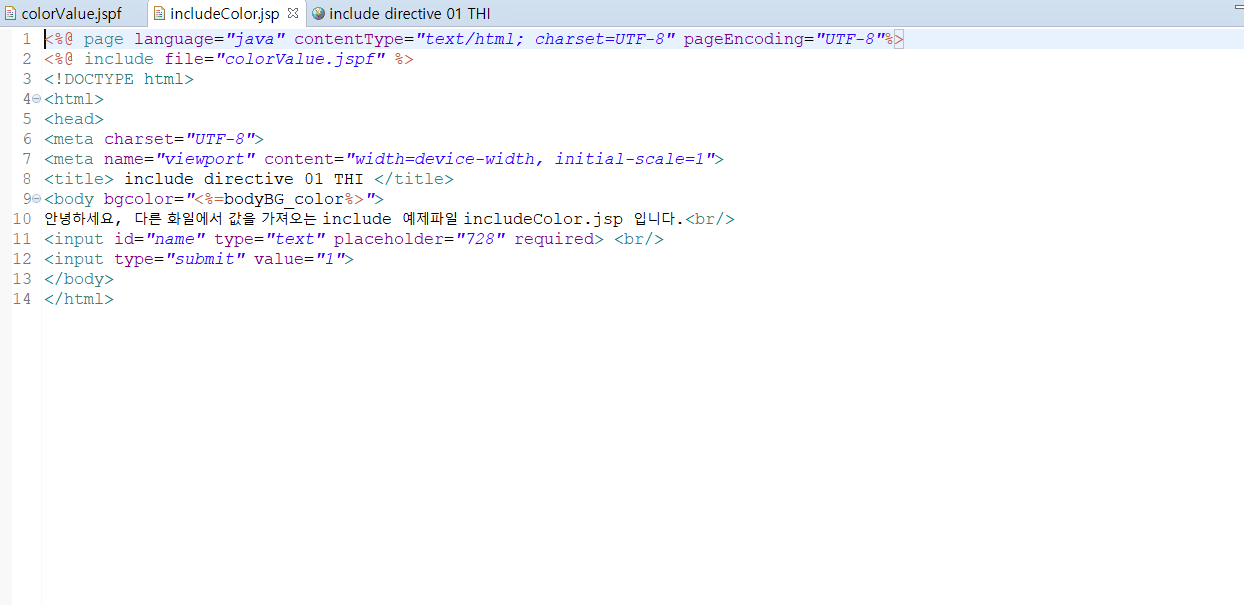 colorValue.jspf includeColor.jsp include directive 01 THI
1 <%@ page language="java" contentType="text/html; charset=UTF-8" pageEncoding="UTF-8"%>
2 <%@ include file="colorValue.jspf" %>
3 <!DOCTYPE html>
4 <html>
5 <head>
6 <meta charset="UTF-8">
7 <meta name="viewport" content="width=device-width, initial-scale=1">
8 <title> include directive 01 THI </title>
9 <body bgcolor="<%=bodyBG_color%>">
10 안녕하세요, 다른 화일에서 값을 가져오는 include 예제파일 includeColor.jsp 입니다.<br/>
11 <input id="name" type="text" placeholder="728" required> <br/>
12 <input type="submit" value="1">
13 </body>
14 </html>